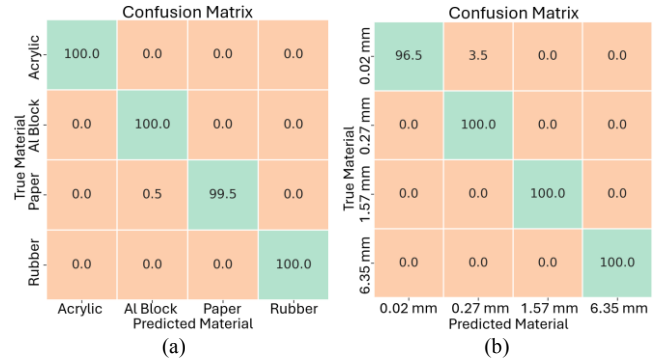 Confusion Matrix
True Material
Acrylic
100.0 0.0 0.0 0.0
Al Block
0.0 100.0 0.0 0.0
Paper
0.0 0.5 99.5 0.0
Rubber
0.0 0.0 0.0 100.0
Acrylic Al Block Paper Rubber
Predicted Material
(a)
Confusion Matrix
True Material
0.02 mm
96.5 3.5 0.0 0.0
0.27 mm
0.0 100.0 0.0 0.0
1.57 mm
0.0 0.0 100.0 0.0
6.35 mm
0.0 0.0 0.0 100.0
0.02 mm 0.27 mm 1.57 mm 6.35 mm
Predicted Material
(b)